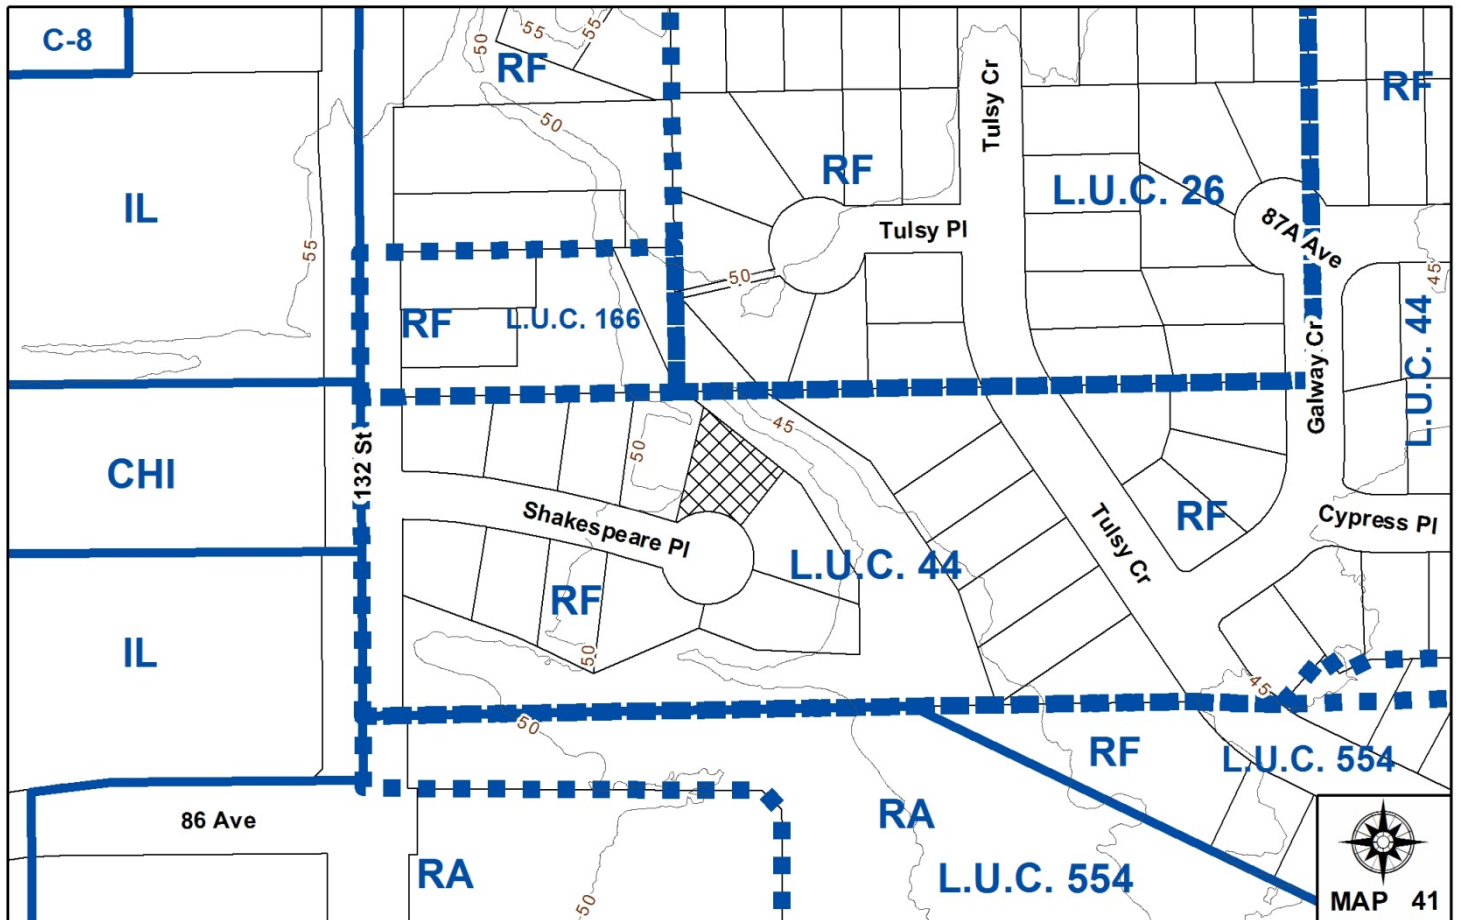 C-8
50
55
55
RF
Tulsy Cr
RF
50
RF
L.U.C. 26
IL
55
Tulsy Pl
87A Ave
50
45
RF
L.U.C. 166
Galway Cr
L.U.C. 44
132 St
50
45
CHI
Shakespeare Pl
Tulsy Cr
RF
Cypress Pl
L.U.C. 44
RF
IL
50
45
50
RF
L.U.C. 554
86 Ave
RA
RA
L.U.C. 554
50
MAP 41